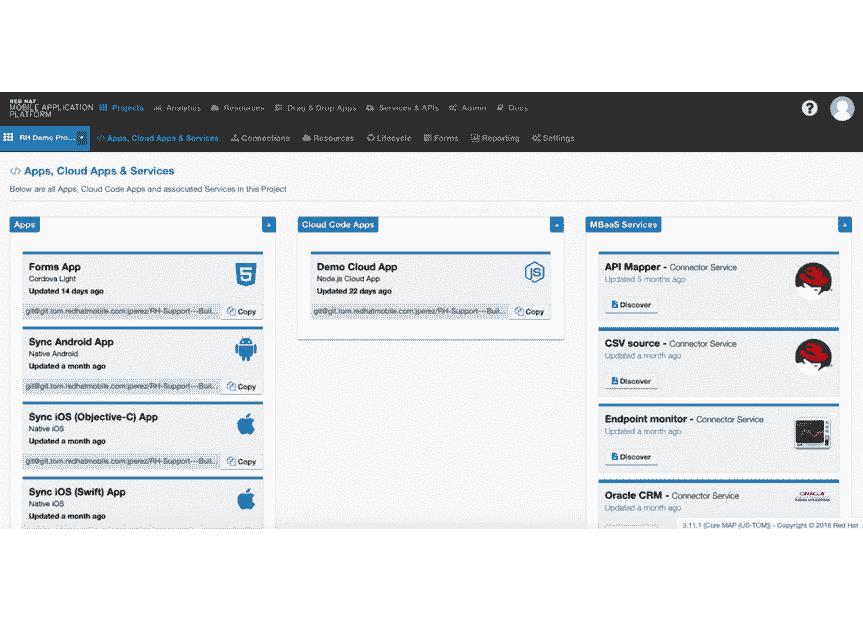 RED HAT
MOBILE APPLICATION
PLATFORM
Projects Analytics Resources Drag & Drop Apps Services & APIs Admin Docs
?
RH Demo Pro... Apps, Cloud Apps & Services Connections Resources Lifecycle Forms Reporting Settings
</> Apps, Cloud Apps & Services
Below are all Apps, Cloud Code Apps and associated Services in this Project
Apps +
Forms App
Cordova Light
Updated 14 days ago
git@git.tom.redhatmobile.com:jperez/RH-Support---Buil... Copy
Sync Android App
Native Android
Updated a month ago
git@git.tom.redhatmobile.com:jperez/RH-Support---Buil... Copy
Sync iOS (Objective-C) App
Native iOS
Updated a month ago
git@git.tom.redhatmobile.com:jperez/RH-Support---Buil... Copy
Sync iOS (Swift) App
Native iOS
Updated a month ago
Cloud Code Apps +
Demo Cloud App
Node.js Cloud App
Updated 22 days ago
git@git.tom.redhatmobile.com:jperez/RH-Support---Buil... Copy
JS
MBaaS Services +
API Mapper - Connector Service
Updated 5 months ago
Discover
CSV source - Connector Service
Updated a month ago
Discover
Endpoint monitor - Connector Service
Updated a month ago
Discover
Oracle CRM - Connector Service
Updated a month ago
ORACLE
3.11.1 (Core MAP (US-TOM)) - Copyright © 2016 Red Hat